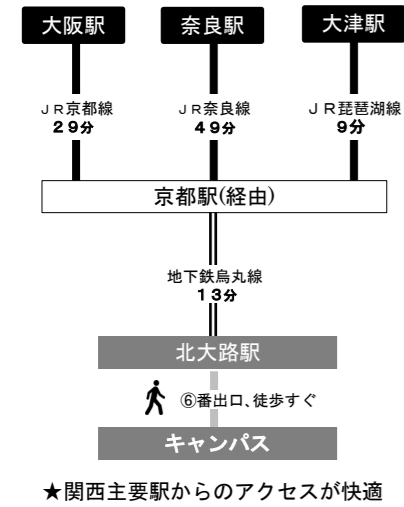 大阪駅
奈良駅
大津駅
ＪＲ京都線
ＪＲ奈良線
ＪＲ琵琶湖線
２９分
４９分
９分
京都駅(経由)
地下鉄烏丸線
１３分
北大路駅
⑥番出口、徒歩すぐ
キャンパス
★関西主要駅からのアクセスが快適